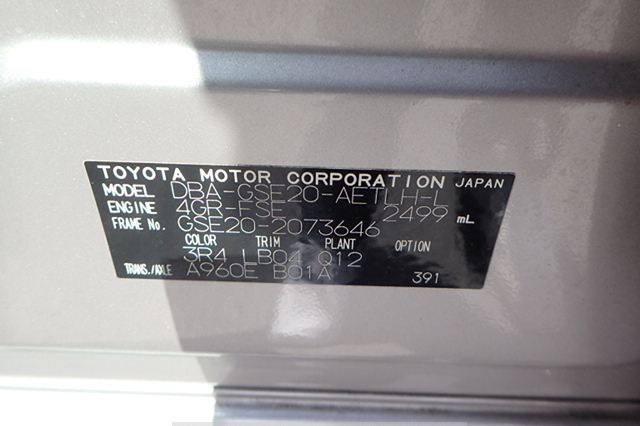 TOYOTA MOTOR CORPORATION JAPAN
MODEL DBA-GSE20-AETLH-L
ENGINE 4GR-FSE 2499 mL
FRAME No. GSE20-2073646
COLOR TRIM PLANT OPTION
3R4 LB04 Q12
TRANS./AXLE A960E B01A 391